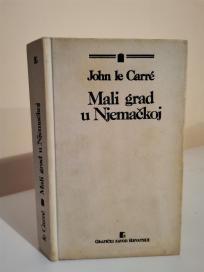 John le Carré
Mali grad
u Njemačkoj
GRAFIČKI ZAVOD HRVATSKE
le Carré • Mali grad u Njemačkoj